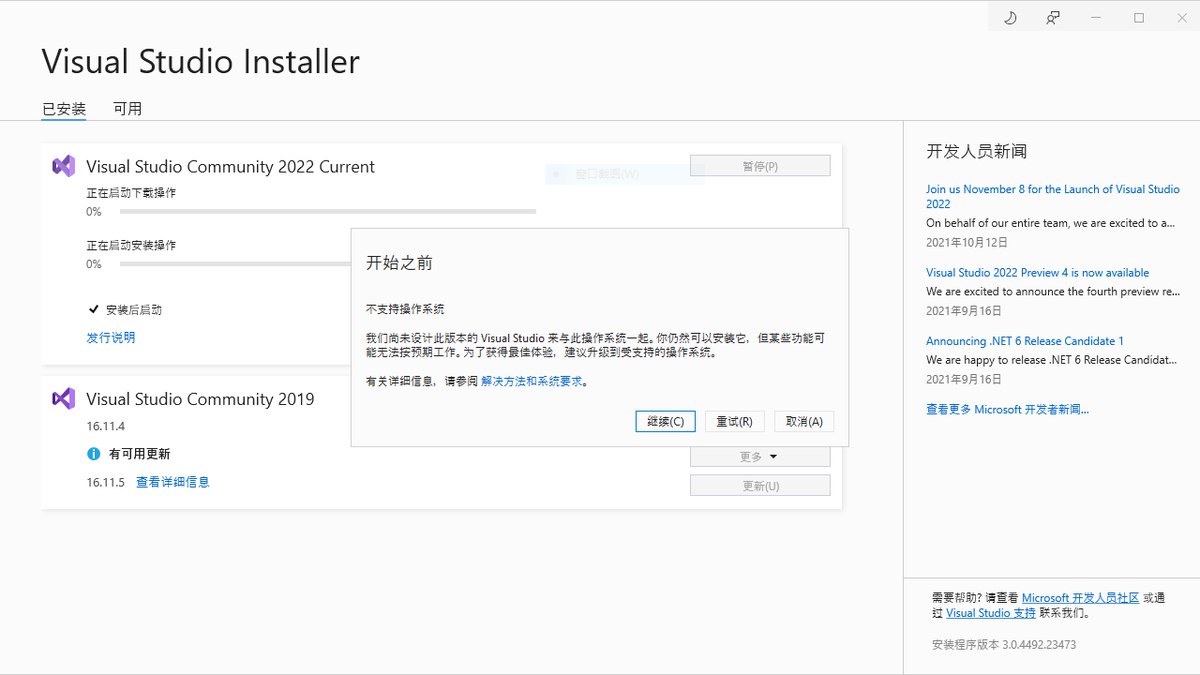 Visual Studio Installer
已安装
可用
Visual Studio Community 2022 Current
窗口截图(W)
暂停(P)
正在启动下载操作
0%
正在启动安装操作
0%
安装后启动
发行说明
开始之前
不支持操作系统
我们尚未设计此版本的 Visual Studio 来与此操作系统一起。你仍然可以安装它，但某些功能可
能无法按预期工作。为了获得最佳体验，建议升级到受支持的操作系统。
有关详细信息，请参阅 解决方法和系统要求。
继续(C)
重试(R)
取消(A)
Visual Studio Community 2019
16.11.4
有可用更新
16.11.5 查看详细信息
更多
更新(U)
开发人员新闻
Join us November 8 for the Launch of Visual Studio
2022
On behalf of our entire team, we are excited to a...
2021年10月12日
Visual Studio 2022 Preview 4 is now available
We are excited to announce the fourth preview re...
2021年9月16日
Announcing .NET 6 Release Candidate 1
We are happy to release .NET 6 Release Candidat...
2021年9月16日
查看更多 Microsoft 开发者新闻...
需要帮助? 请查看 Microsoft 开发人员社区 或通
过 Visual Studio 支持 联系我们。
安装程序版本 3.0.4492.23473